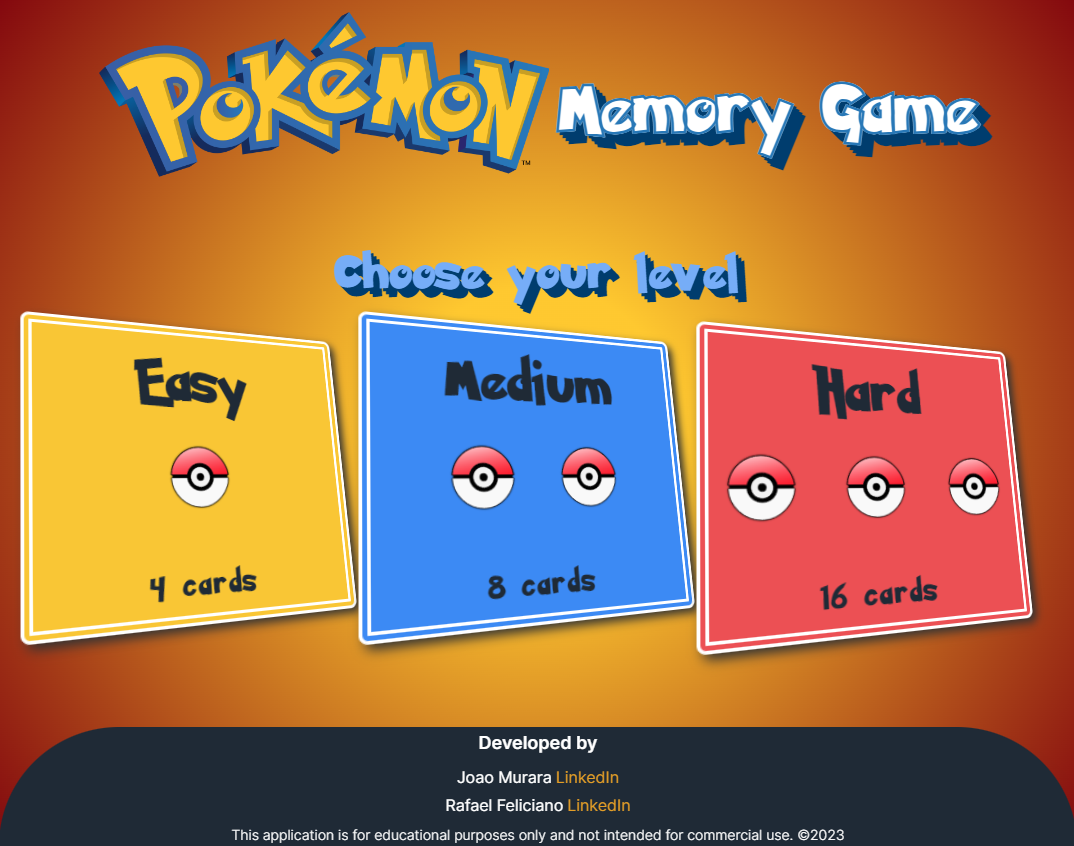 POKéMON™ Memory Game
Choose your level
Easy
Medium
Hard
4 cards
8 cards
16 cards
Developed by
Joao Murara LinkedIn
Rafael Feliciano LinkedIn
This application is for educational purposes only and not intended for commercial use. ©2023